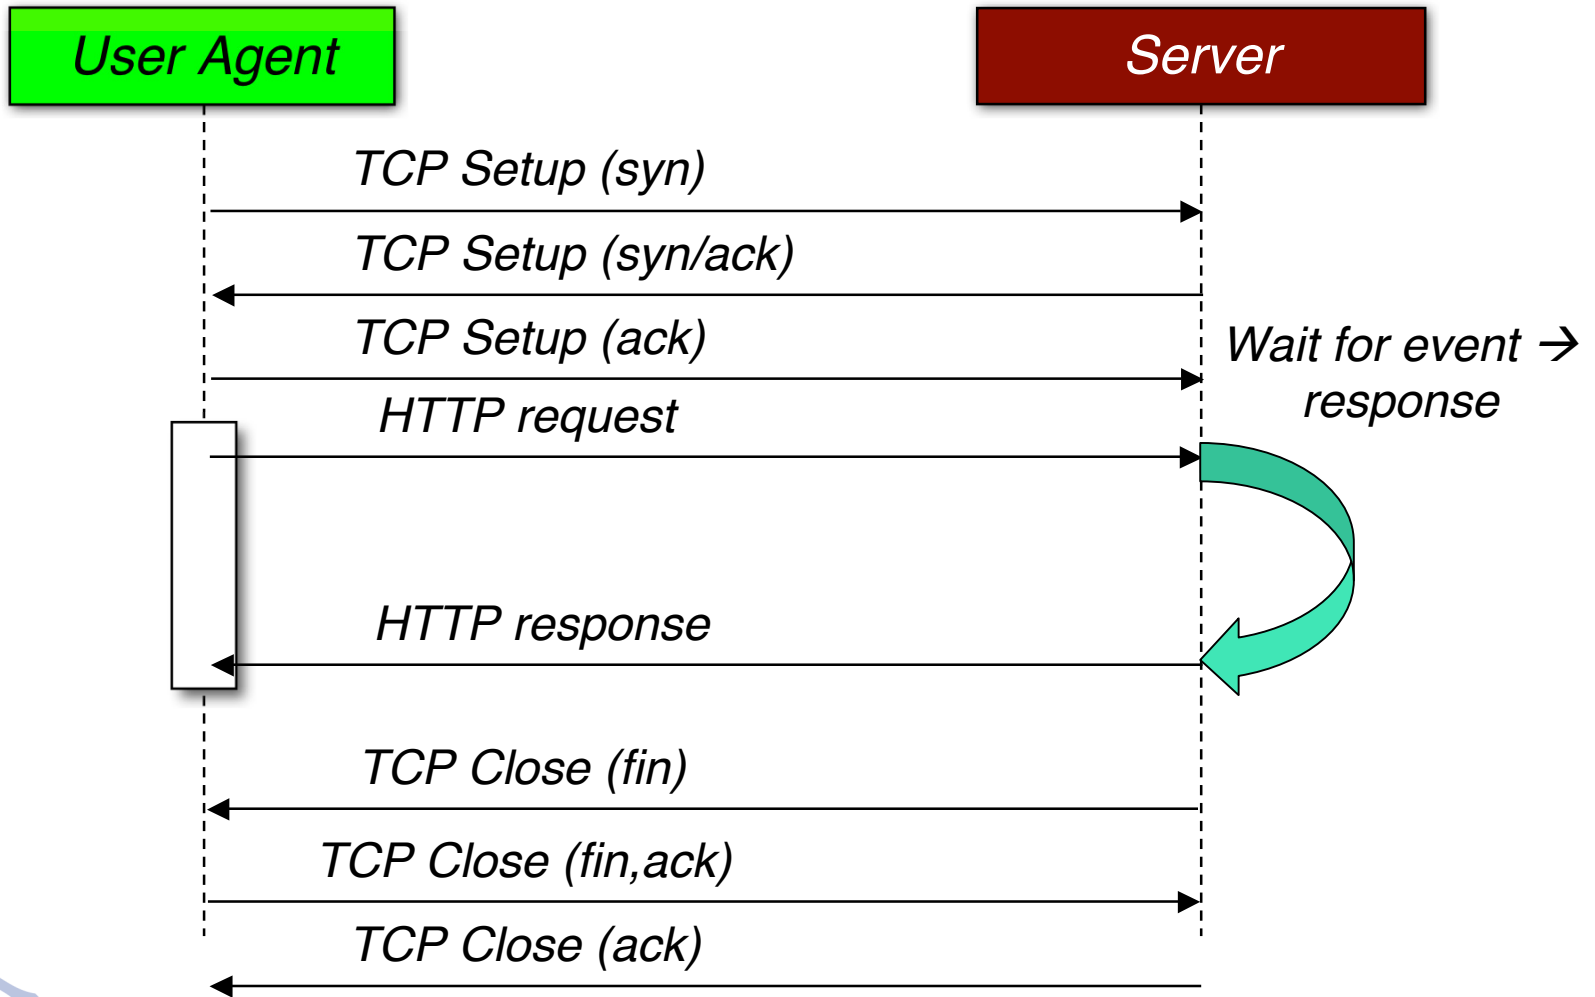 User Agent
Server
TCP Setup (syn)
TCP Setup (syn/ack)
TCP Setup (ack)
Wait for event →
response
HTTP request
HTTP response
TCP Close (fin)
TCP Close (fin,ack)
TCP Close (ack)